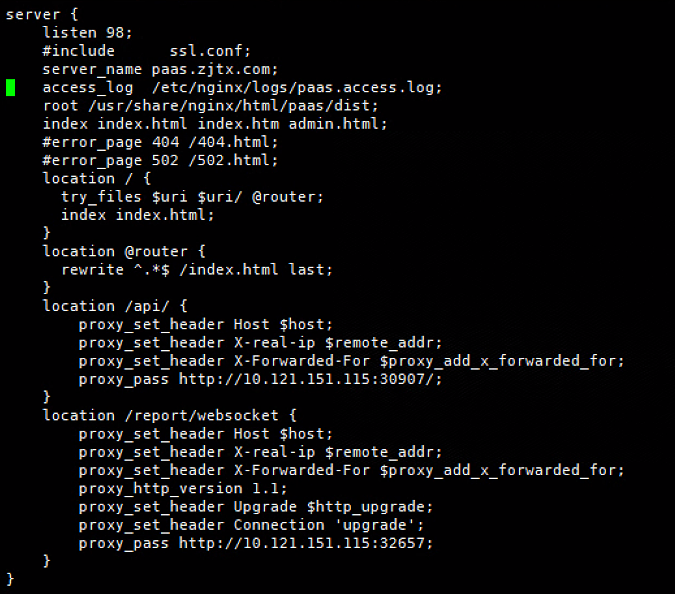 server {
    listen 98;
    #include      ssl.conf;
    server_name paas.zjtx.com;
    access_log  /etc/nginx/logs/paas.access.log;
    root /usr/share/nginx/html/paas/dist;
    index index.html index.htm admin.html;
    #error_page 404 /404.html;
    #error_page 502 /502.html;
    location / {
      try_files $uri $uri/ @router;
      index index.html;
    }
    location @router {
      rewrite ^.*$ /index.html last;
    }
    location /api/ {
        proxy_set_header Host $host;
        proxy_set_header X-real-ip $remote_addr;
        proxy_set_header X-Forwarded-For $proxy_add_x_forwarded_for;
        proxy_pass http://10.121.151.115:30907/;
    }
    location /report/websocket {
        proxy_set_header Host $host;
        proxy_set_header X-real-ip $remote_addr;
        proxy_set_header X-Forwarded-For $proxy_add_x_forwarded_for;
        proxy_http_version 1.1;
        proxy_set_header Upgrade $http_upgrade;
        proxy_set_header Connection 'upgrade';
        proxy_pass http://10.121.151.115:32657;
    }
}